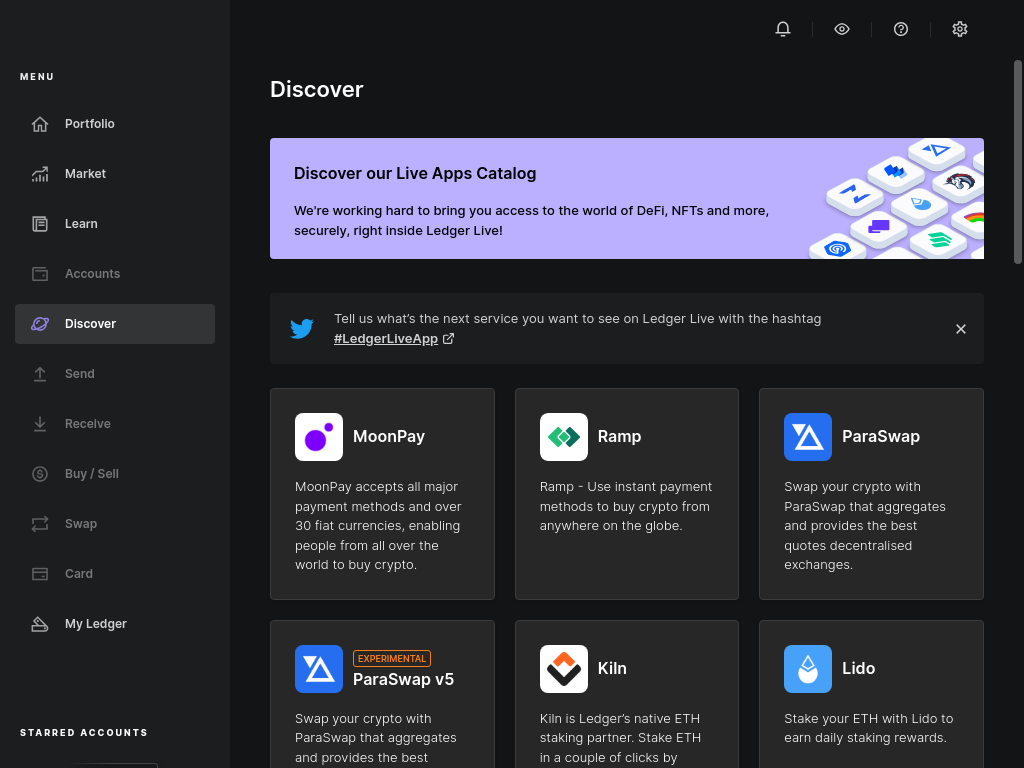 MENU
Portfolio
Market
Learn
Accounts
Discover
Send
Receive
Buy / Sell
Swap
Card
My Ledger
STARRED ACCOUNTS
Discover
Discover our Live Apps Catalog
We're working hard to bring you access to the world of DeFi, NFTs and more,
securely, right inside Ledger Live!
Tell us what's the next service you want to see on Ledger Live with the hashtag
#LedgerLiveApp
MoonPay
MoonPay accepts all major
payment methods and over
30 fiat currencies, enabling
people from all over the
world to buy crypto.
Ramp
Ramp - Use instant payment
methods to buy crypto from
anywhere on the globe.
ParaSwap
Swap your crypto with
ParaSwap that aggregates
and provides the best
quotes decentralised
exchanges.
EXPERIMENTAL
ParaSwap v5
Swap your crypto with
ParaSwap that aggregates
and provides the best
Kiln
Kiln is Ledger's native ETH
staking partner. Stake ETH
in a couple of clicks by
Lido
Stake your ETH with Lido to
earn daily staking rewards.